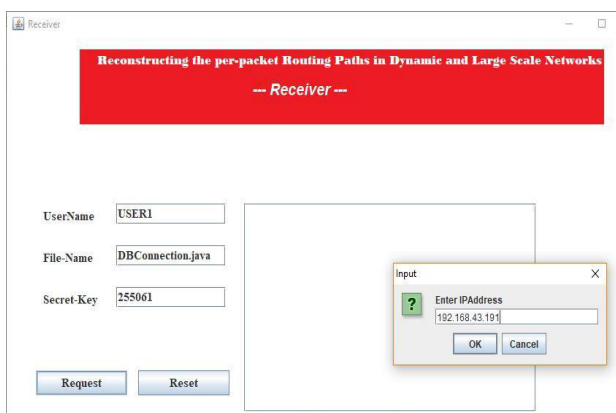 Receiver
Reconstructing the per-packet Routing Paths in Dynamic and Large Scale Networks
--- Receiver ---
UserName USER1
File-Name DBConnection.java
Secret-Key 255061
Input
Enter IPAddress
192.168.43.191
OK Cancel
Request Reset